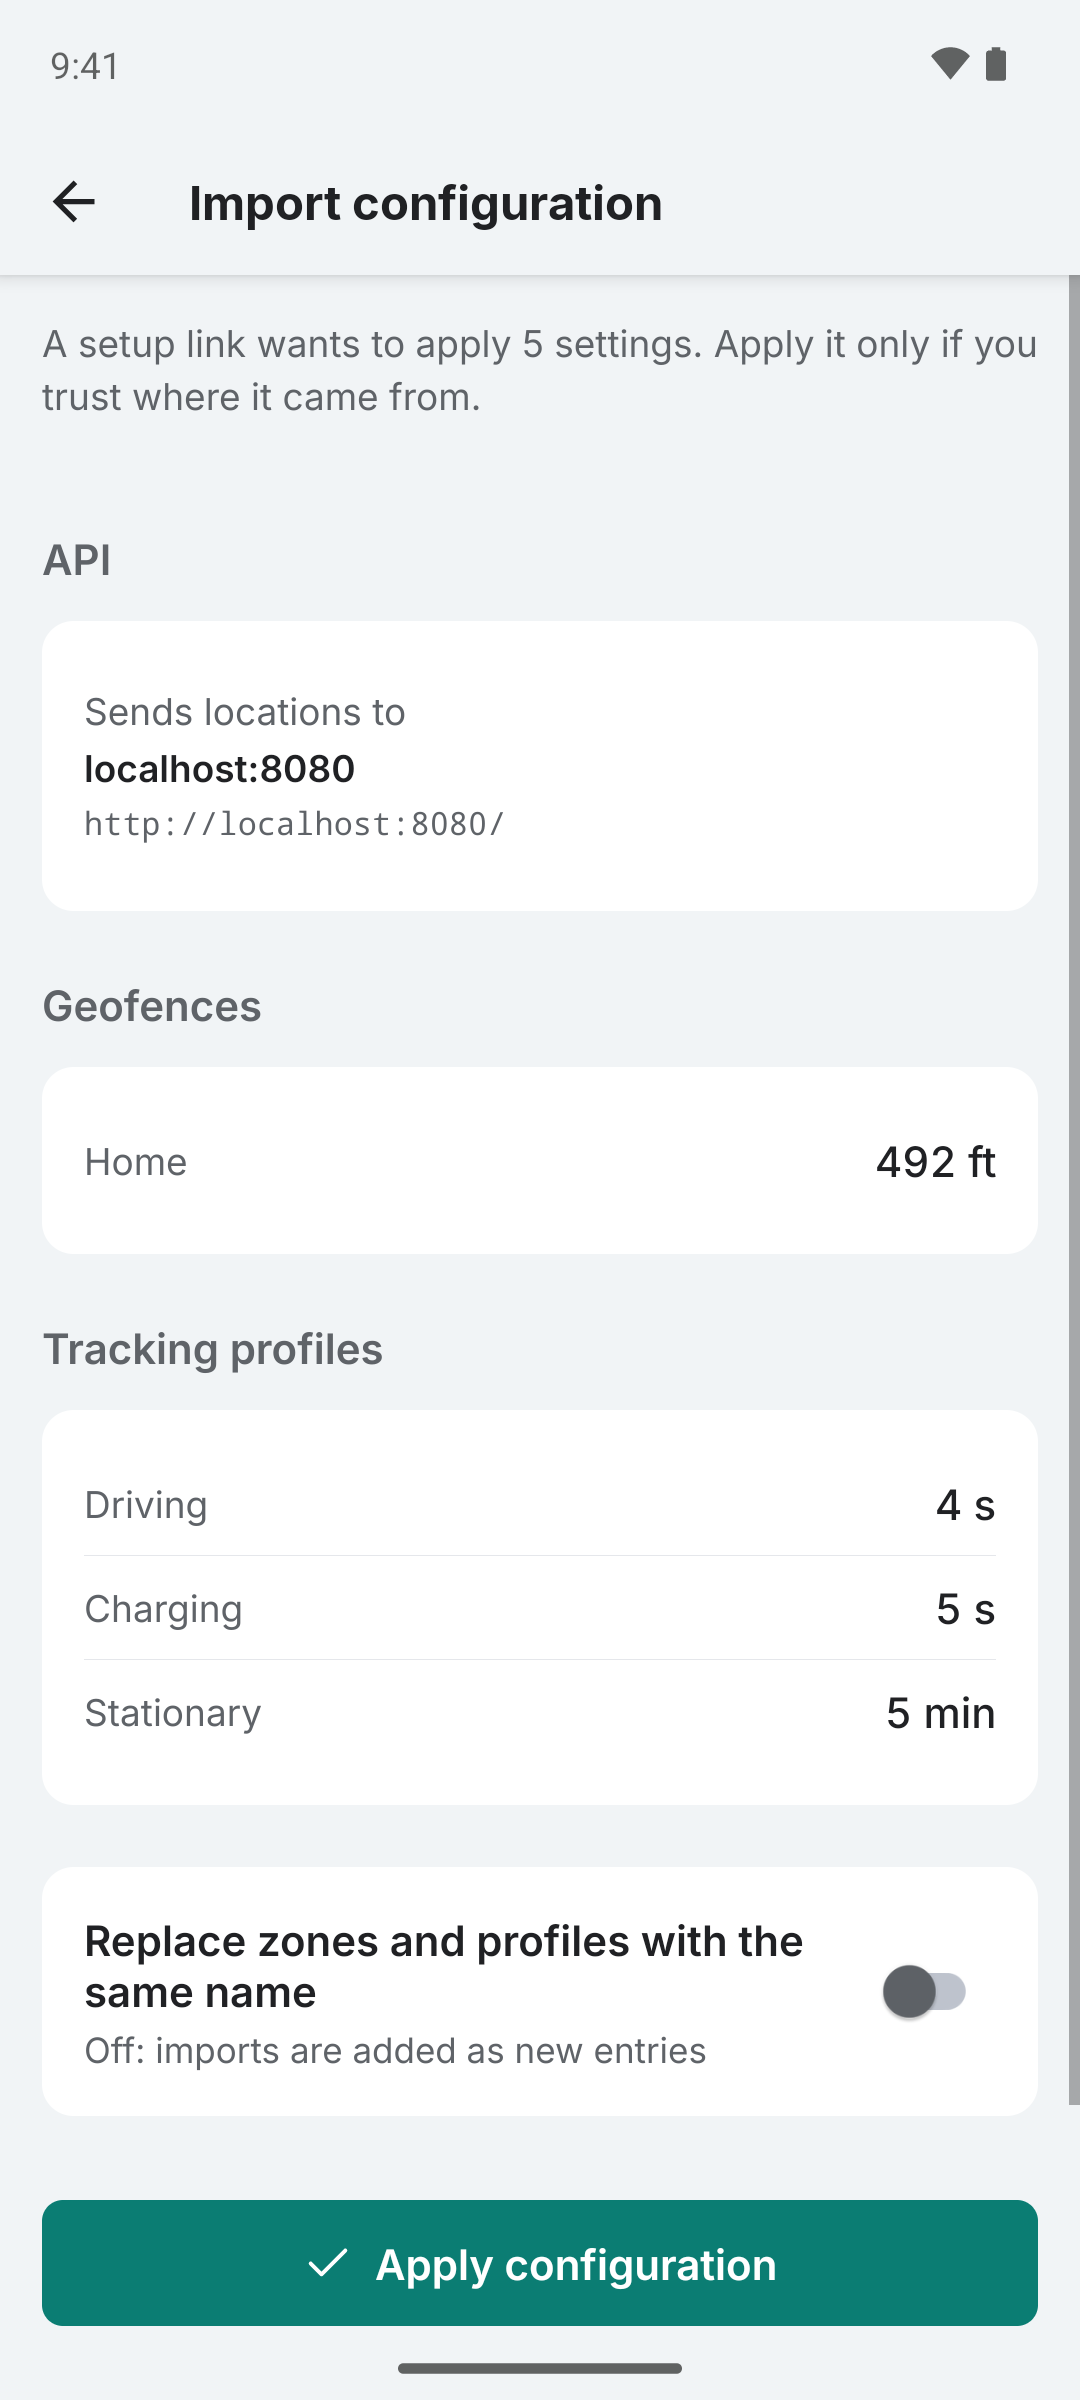 9:41
Import configuration
A setup link wants to apply 5 settings. Apply it only if you
trust where it came from.
API
Sends locations to
localhost:8080
http://localhost:8080/
Geofences
Home 492 ft
Tracking profiles
Driving 4 s
Charging 5 s
Stationary 5 min
Replace zones and profiles with the
same name
Off: imports are added as new entries
Apply configuration